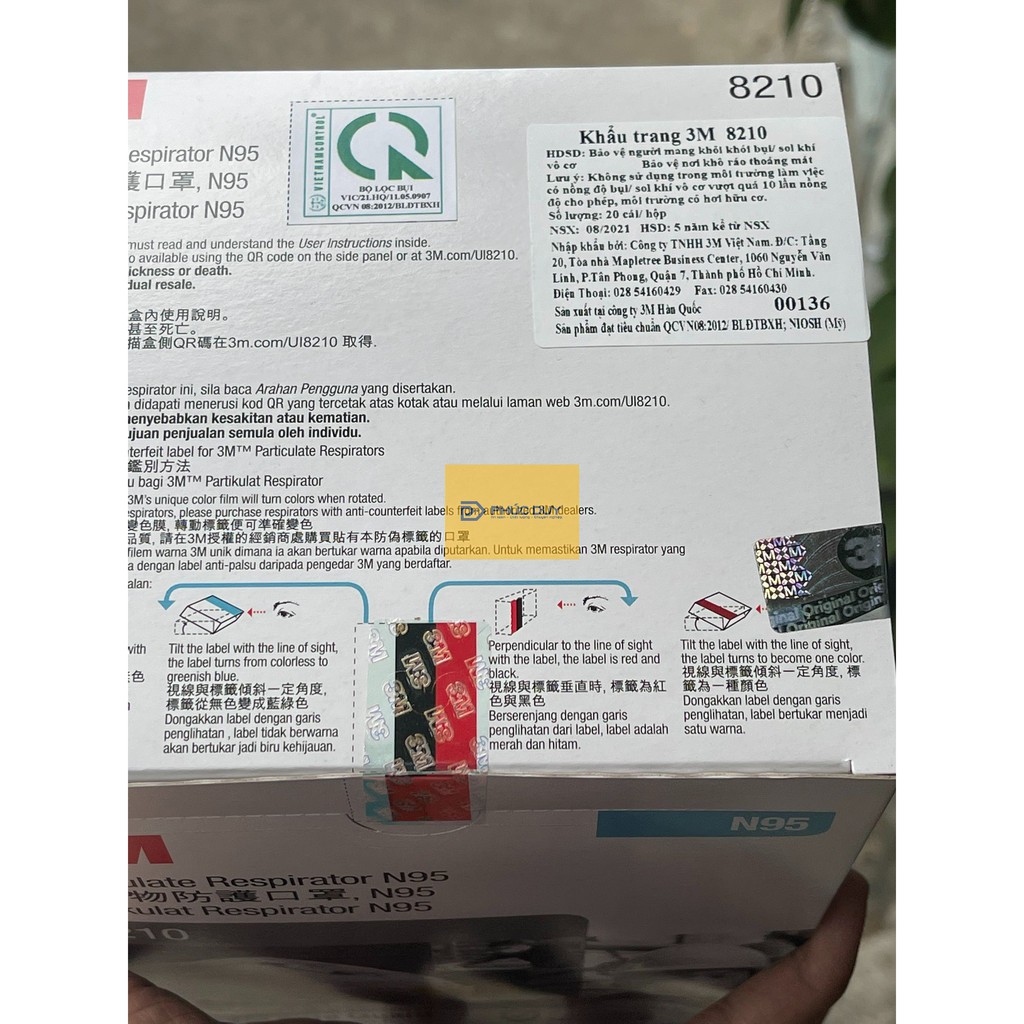 8210
espirator N95
護口罩, N95
spirator N95
VIETNAMCONTROL®
BỘ LỌC BỤI
VIC/21.HQ/11.05.0907
QCVN 08:2012/BLĐTBXH
Khẩu trang 3M 8210
HDSD: Bảo vệ người mang khỏi khói bụi/ sol khí
vô cơ Bảo vệ nơi khô ráo thoáng mát
Lưu ý: Không sử dụng trong môi trường làm việc
có nồng độ bụi/ sol khí vô cơ vượt quá 10 lần nồng
độ cho phép, môi trường có hơi hữu cơ.
Số lượng: 20 cái/ hộp
NSX: 08/2021 HSD: 5 năm kể từ NSX
Nhập khẩu bởi: Công ty TNHH 3M Việt Nam. Đ/C: Tầng
20, Tòa nhà Mapletree Business Center, 1060 Nguyễn Văn
Linh, P.Tân Phong, Quận 7, Thành phố Hồ Chí Minh.
Điện Thoại: 028 54160429 Fax: 028 54160430
Sản xuất tại công ty 3M Hàn Quốc 00136
Sản phẩm đạt tiêu chuẩn QCVN08:2012/ BLĐTBXH; NIOSH (Mỹ)
must read and understand the User Instructions inside.
o available using the QR code on the side panel or at 3M.com/UI8210.
ickness or death.
dual resale.
盒內使用說明。
甚至死亡。
描盒側QR碼在3m.com/UI8210 取得.
espirator ini, sila baca Arahan Pengguna yang disertakan.
didapati menerusi kod QR yang tercetak atas kotak atau melalui laman web 3m.com/UI8210.
enyebabkan kesakitan atau kematian.
ujuan penjualan semula oleh individu.
terfeit label for 3M™ Particulate Respirators
鑑別方法
u bagi 3M™ Partikulat Respirator
3M's unique color film will turn colors when rotated.
espirators, please purchase respirators with anti-counterfeit labels from dealers.
PHÚC DUY
變色膜, 轉動標籤便可準確變色
品質, 請在3M授權的經銷商處購買貼有本防偽標籤的口罩
filem warna 3M unik dimana ia akan bertukar warna apabila diputarkan. Untuk memastikan 3M respirator yang
a dengan label anti-palsu daripada pengedar 3M yang berdaftar.
alan:
3M
Original
Tilt the label with the line of sight,
the label turns from colorless to
greenish blue.
視線與標籤傾斜一定角度,
標籤從無色變成藍綠色
Dongakkan label dengan garis
penglihatan , label tidak berwarna
akan bertukar jadi biru kehijauan.
with
色
3M
Perpendicular to the line of sight
with the label, the label is red and
black.
視線與標籤垂直時, 標籤為紅
色與黑色
Berserenjang dengan garis
penglihatan dari label, label adalah
merah dan hitam.
Tilt the label with the line of sight,
the label turns to become one color.
視線與標籤傾斜一定角度, 標
籤為一種顏色
Dongakkan label dengan garis
penglihatan, label bertukar menjadi
satu warna.
N95
ulate Respirator N95
物防護口罩, N95
kulat Respirator N95
210